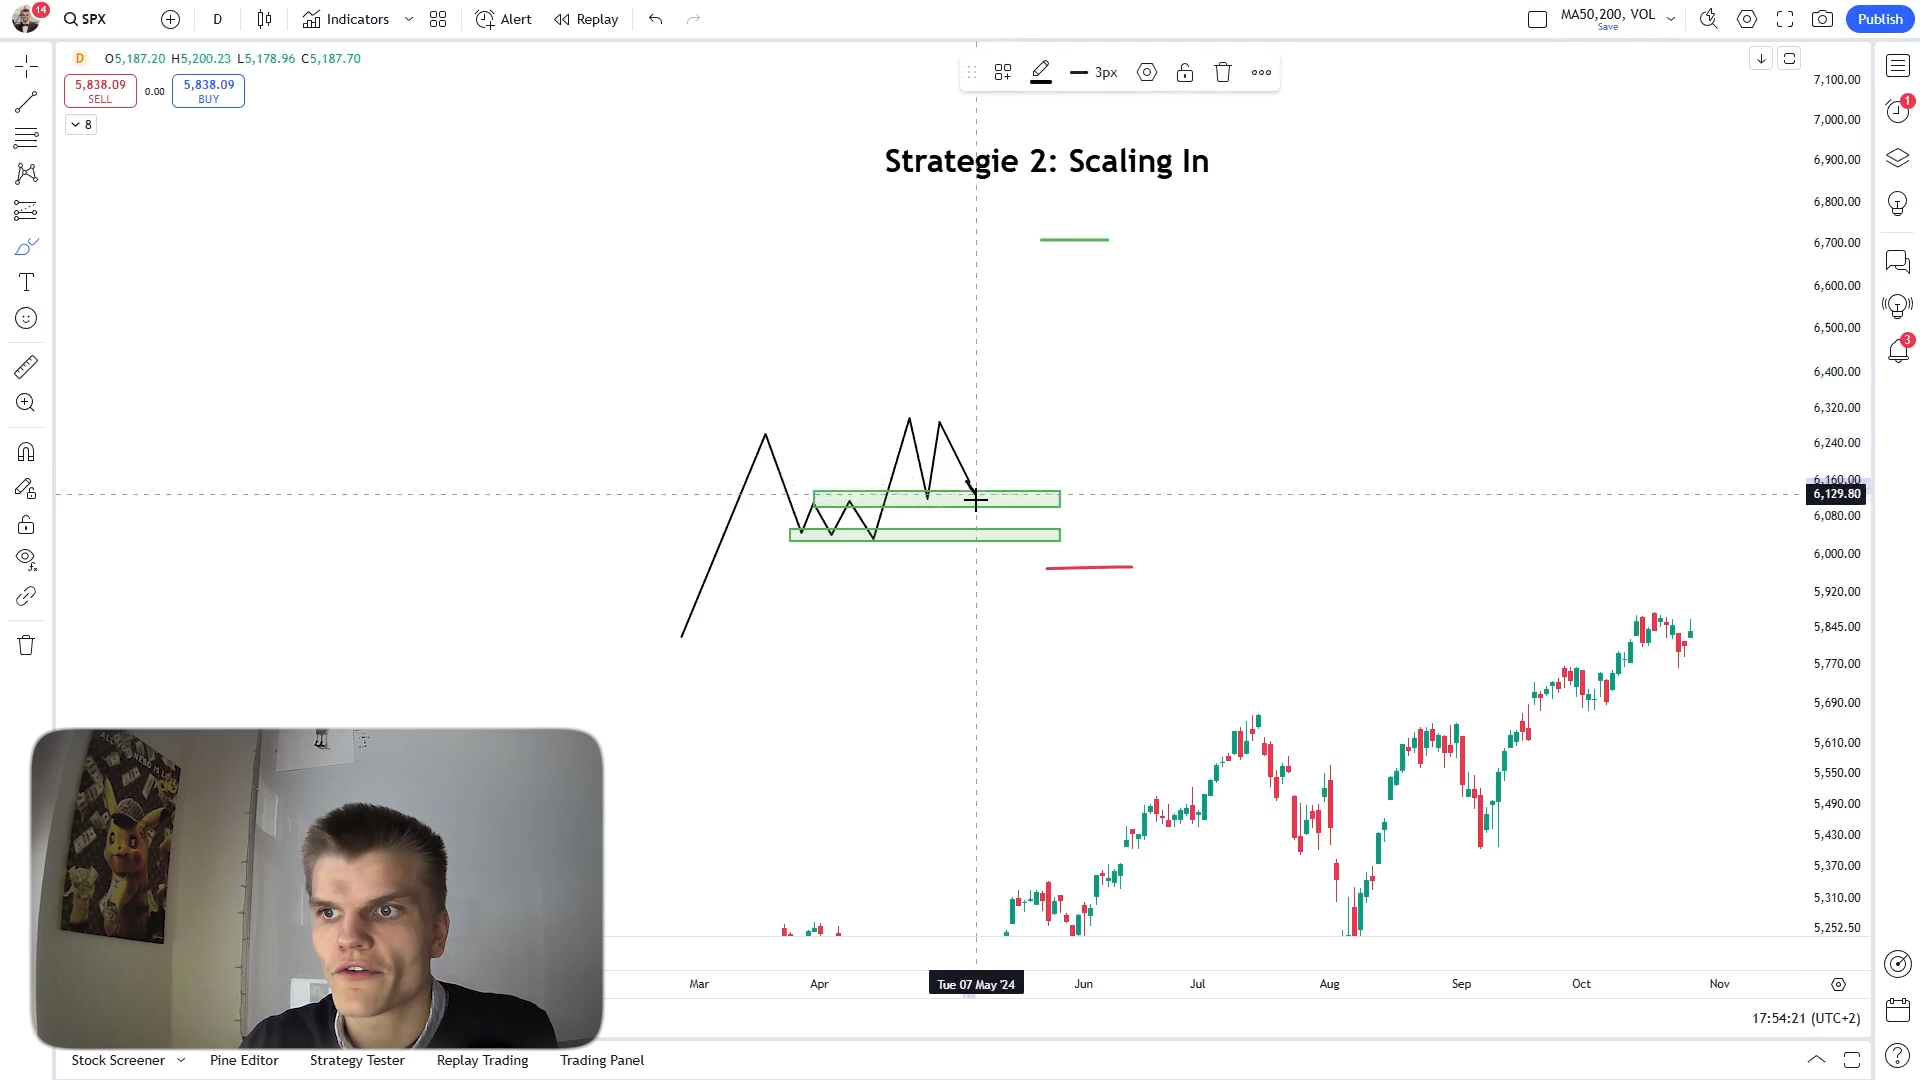 14
SPX
D
Indicators
Alert
Replay
MA50,200, VOL
Save
Publish
D
O5,187.20 H5,200.23 L5,178.96 C5,187.70
5,838.09
SELL
0.00
5,838.09
BUY
8
3px
Strategie 2: Scaling In
7,100.00
7,000.00
6,900.00
6,800.00
6,700.00
6,600.00
6,500.00
6,400.00
6,320.00
6,240.00
6,160.00
6,129.80
6,080.00
6,000.00
5,920.00
5,845.00
5,770.00
5,690.00
5,610.00
5,550.00
5,490.00
5,430.00
5,370.00
5,310.00
5,252.50
1
3
Mar
Apr
Tue 07 May '24
Jun
Jul
Aug
Sep
Oct
Nov
17:54:21 (UTC+2)
Stock Screener
Pine Editor
Strategy Tester
Replay Trading
Trading Panel